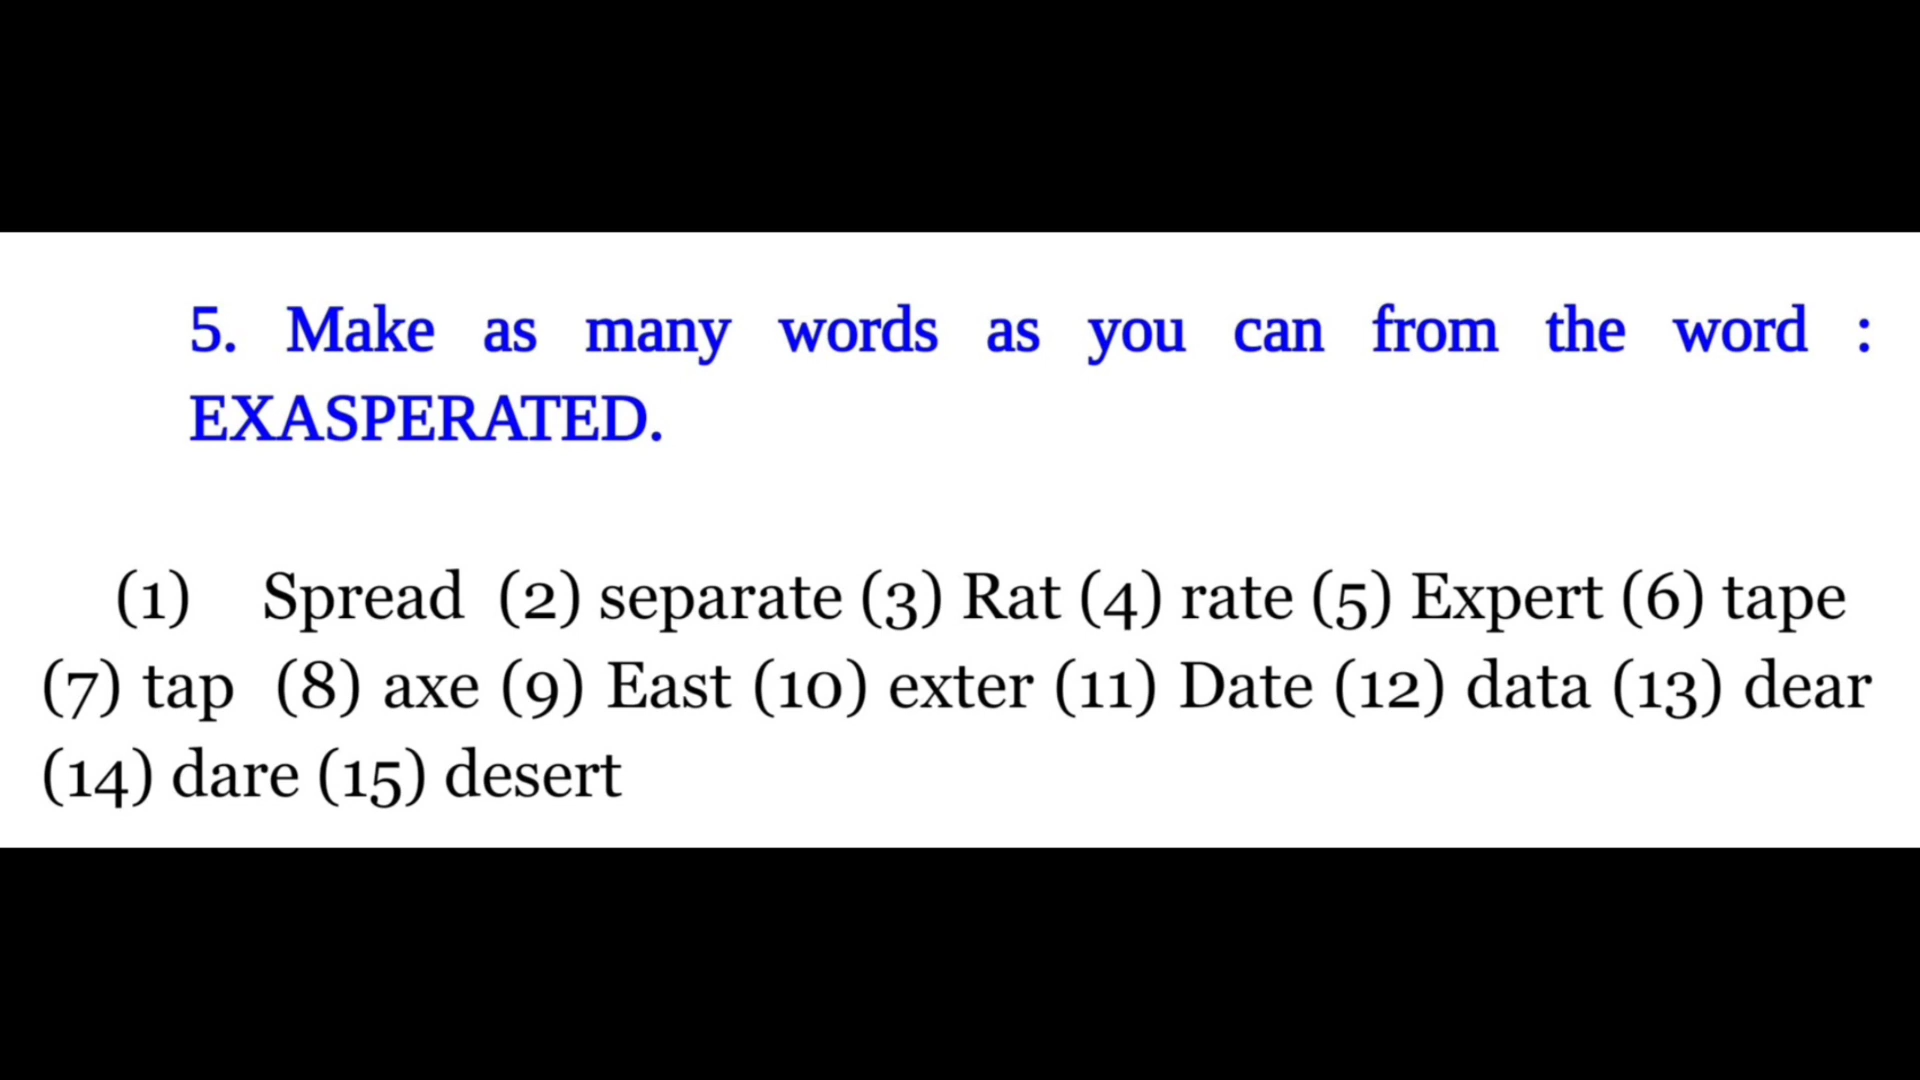 5. Make as many words as you can from the word :
EXASPERATED.
(1) Spread (2) separate (3) Rat (4) rate (5) Expert (6) tape
(7) tap (8) axe (9) East (10) exter (11) Date (12) data (13) dear
(14) dare (15) desert